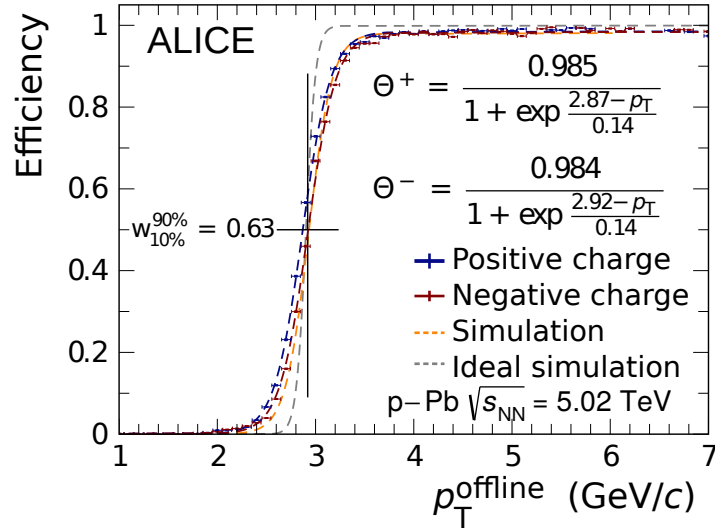 ALICE
Efficiency
1
0.8
0.6
0.4
0.2
0
Θ⁺ = 0.985 / (1 + exp (2.87−p_T)/0.14)
Θ⁻ = 0.984 / (1 + exp (2.92−p_T)/0.14)
w_{10%}^{90%} = 0.63
Positive charge
Negative charge
Simulation
Ideal simulation
p−Pb √s_NN = 5.02 TeV
1 2 3 4 5 6 7
p_T^offline (GeV/c)